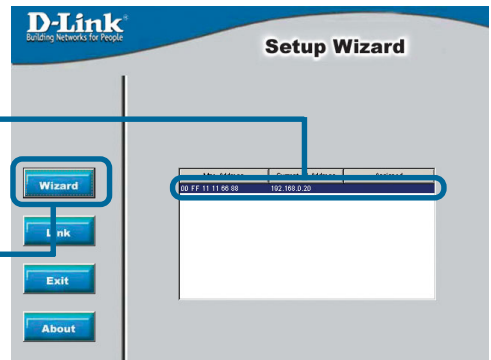 D-Link
Building Networks for People
Setup Wizard
00 FF 11 11 66 88 192.168.0.20
Wizard
Link
Exit
About